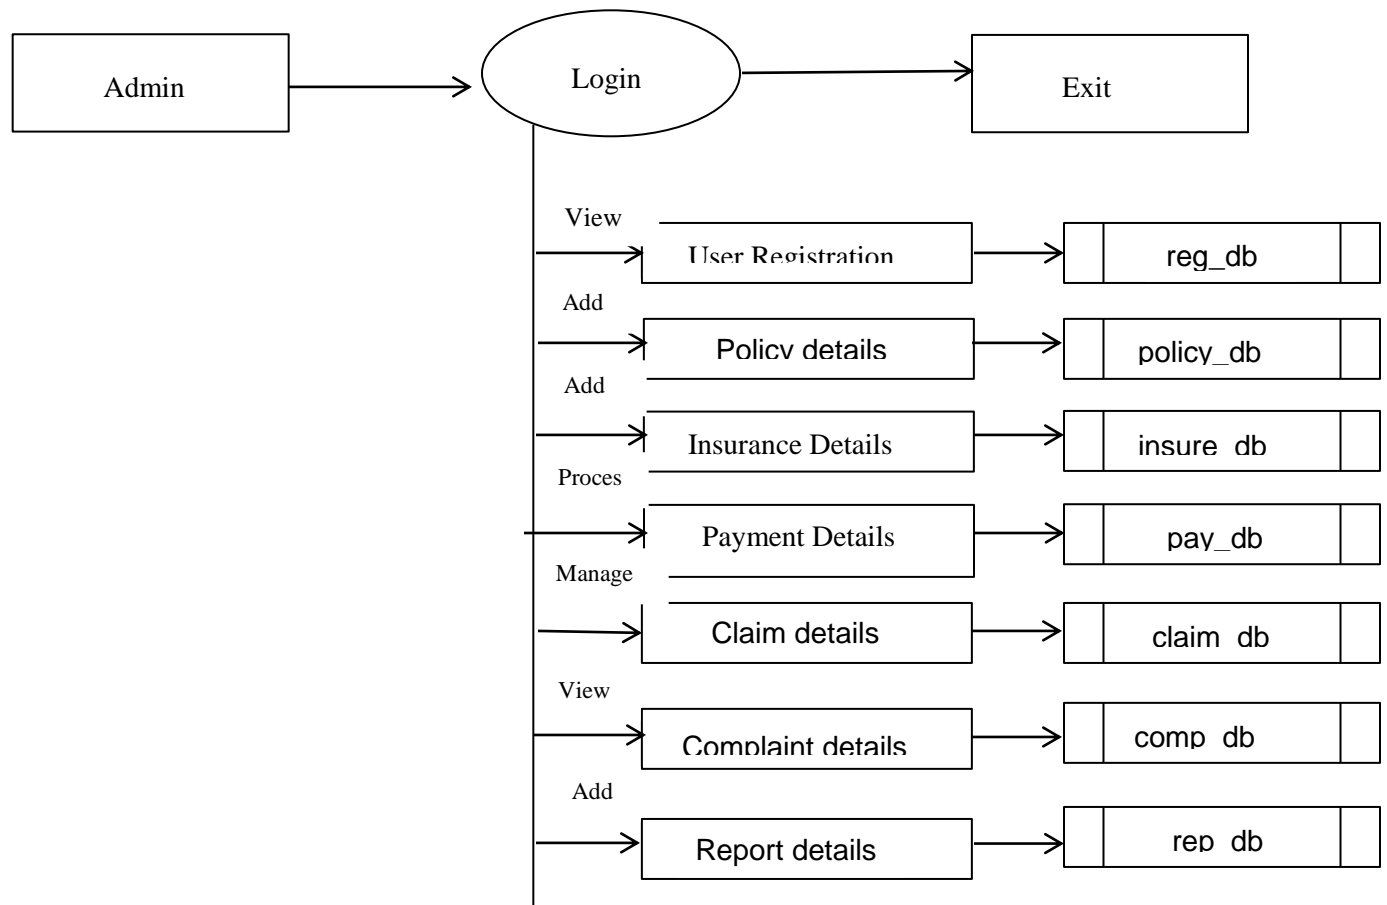 Admin
Login
Exit
View
User Registration
reg_db
Add
Policy details
policy_db
Add
Insurance Details
insure_db
Proces
Payment Details
pay_db
Manage
Claim details
claim_db
View
Complaint details
comp_db
Add
Report details
rep_db